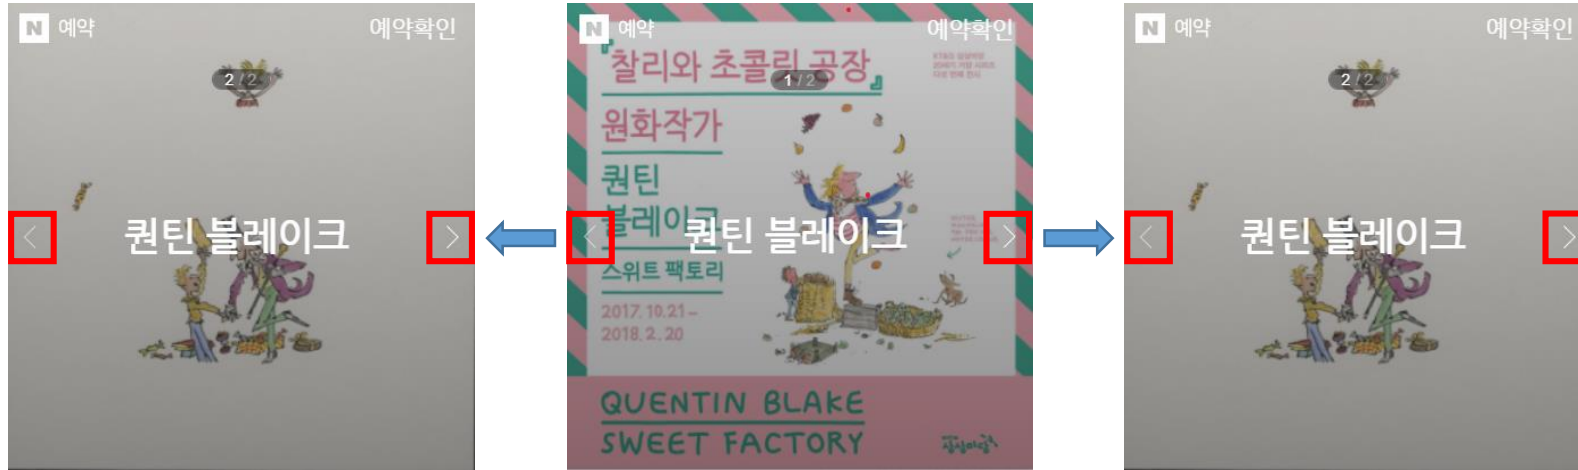 N 예약
예약확인
2 / 2
퀀틴 블레이크
N 예약
예약확인
『찰리와 초콜릿 공장』
1 / 2
원화작가
퀀틴
블레이크
퀀틴 블레이크
스위트 팩토리
2017.10.21 –
2018.2.20
QUENTIN BLAKE
SWEET FACTORY
상상마당
N 예약
예약확인
2 / 2
퀀틴 블레이크